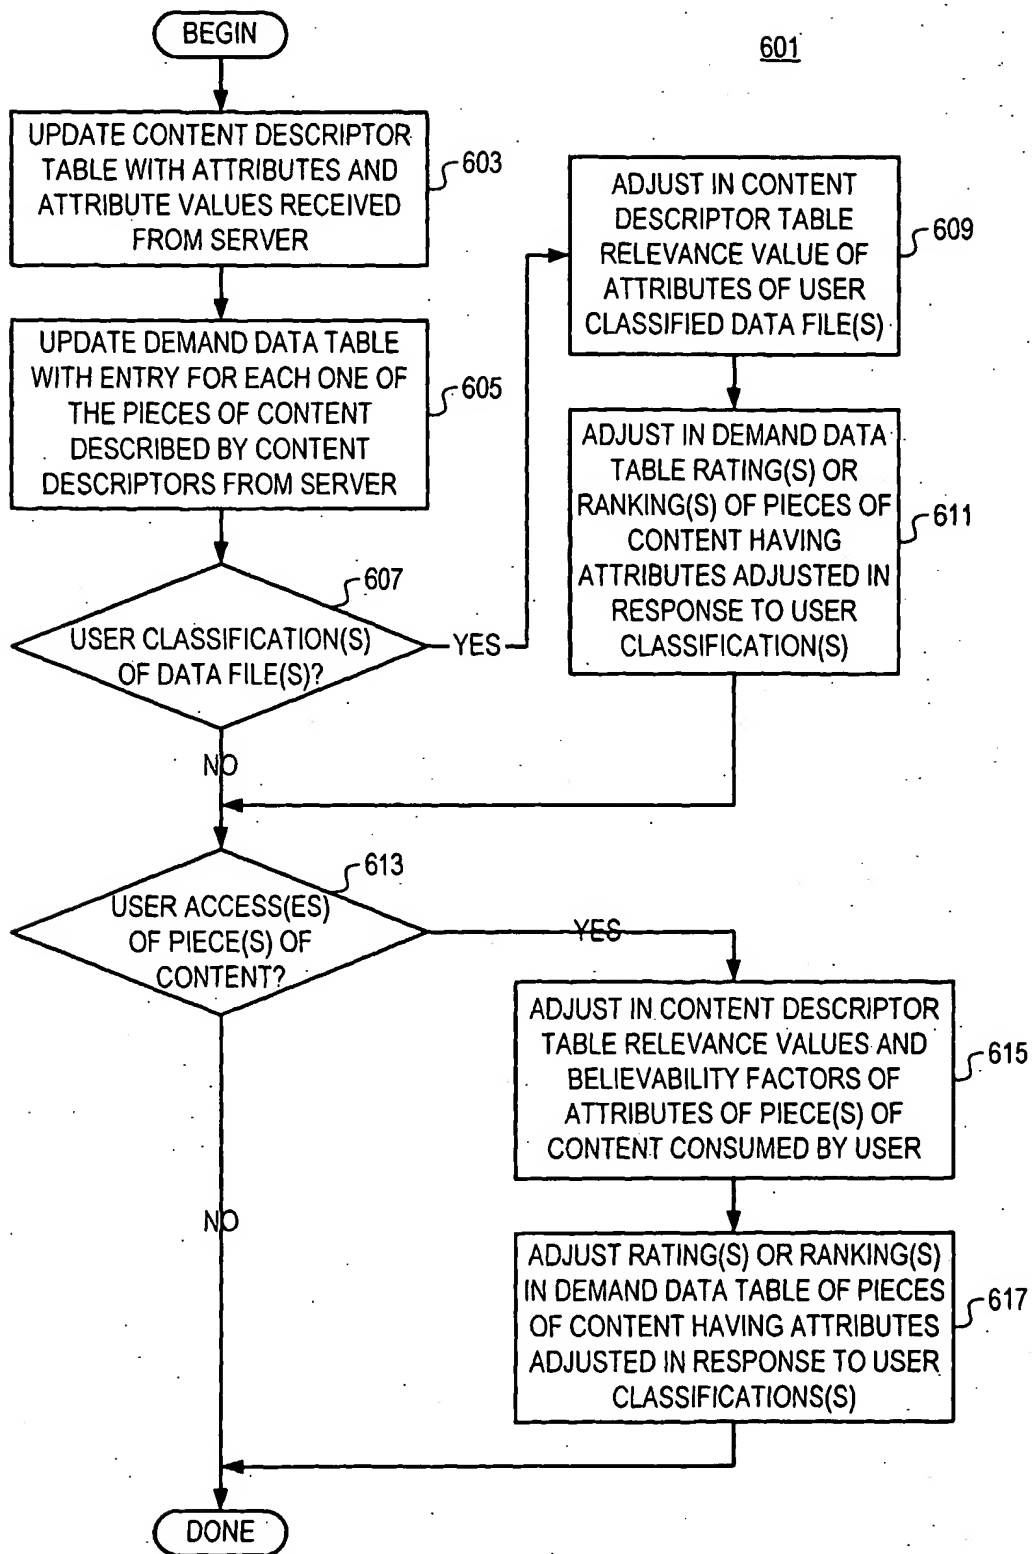 BEGIN
601
UPDATE CONTENT DESCRIPTOR
TABLE WITH ATTRIBUTES AND
ATTRIBUTE VALUES RECEIVED
FROM SERVER
603
UPDATE DEMAND DATA TABLE
WITH ENTRY FOR EACH ONE OF
THE PIECES OF CONTENT
DESCRIBED BY CONTENT
DESCRIPTORS FROM SERVER
605
607
USER CLASSIFICATION(S)
OF DATA FILE(S)?
YES
NO
ADJUST IN CONTENT
DESCRIPTOR TABLE
RELEVANCE VALUE OF
ATTRIBUTES OF USER
CLASSIFIED DATA FILE(S)
609
ADJUST IN DEMAND DATA
TABLE RATING(S) OR
RANKING(S) OF PIECES OF
CONTENT HAVING
ATTRIBUTES ADJUSTED IN
RESPONSE TO USER
CLASSIFICATION(S)
611
613
USER ACCESS(ES)
OF PIECE(S) OF
CONTENT?
YES
NO
ADJUST IN CONTENT DESCRIPTOR
TABLE RELEVANCE VALUES AND
BELIEVABILITY FACTORS OF
ATTRIBUTES OF PIECE(S) OF
CONTENT CONSUMED BY USER
615
ADJUST RATING(S) OR RANKING(S)
IN DEMAND DATA TABLE OF PIECES
OF CONTENT HAVING ATTRIBUTES
ADJUSTED IN RESPONSE TO USER
CLASSIFICATIONS(S)
617
DONE